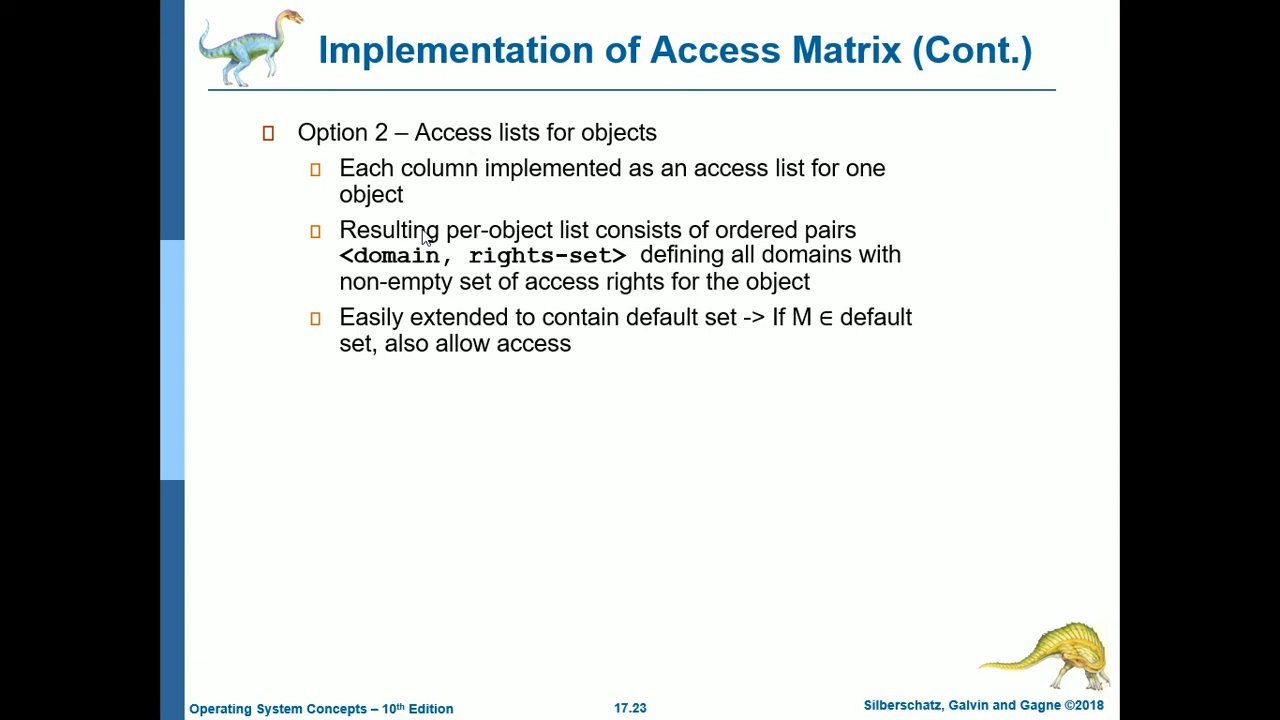 Implementation of Access Matrix (Cont.)
Option 2 – Access lists for objects
Each column implemented as an access list for one
object
Resulting per-object list consists of ordered pairs
<domain, rights-set> defining all domains with
non-empty set of access rights for the object
Easily extended to contain default set -> If M ∈ default
set, also allow access
Operating System Concepts – 10th Edition
17.23
Silberschatz, Galvin and Gagne ©2018